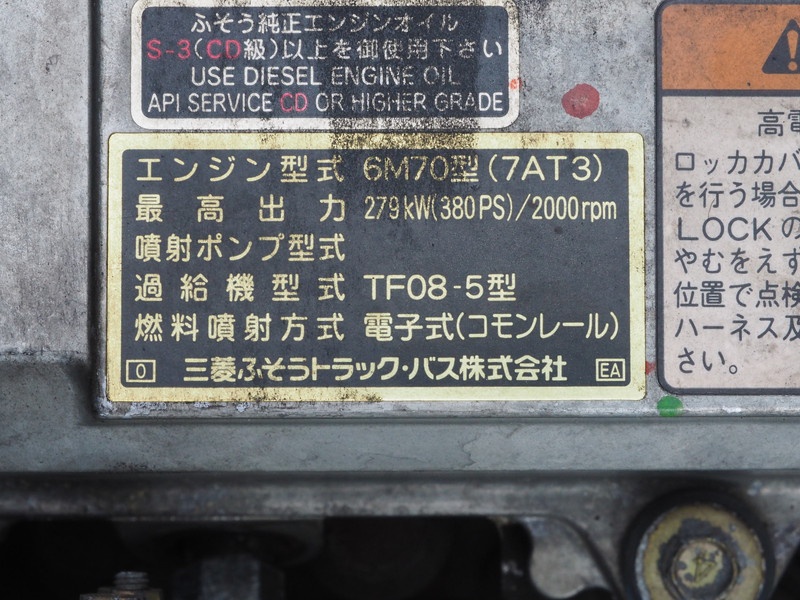 ふそう純正エンジンオイル
S-3(CD級)以上を御使用下さい
USE DIESEL ENGINE OIL
API SERVICE CD OR HIGHER GRADE
エンジン型式 6M70型(7AT3)
最高出力 279kW(380PS)/2000rpm
噴射ポンプ型式
過給機型式 TF08-5型
燃料噴射方式 電子式(コモンレール)
0 三菱ふそうトラック・バス株式会社 EA
高電
ロッカカバ
を行う場合
LOCKの
やむをえず
位置で点検
ハーネス及
さい。